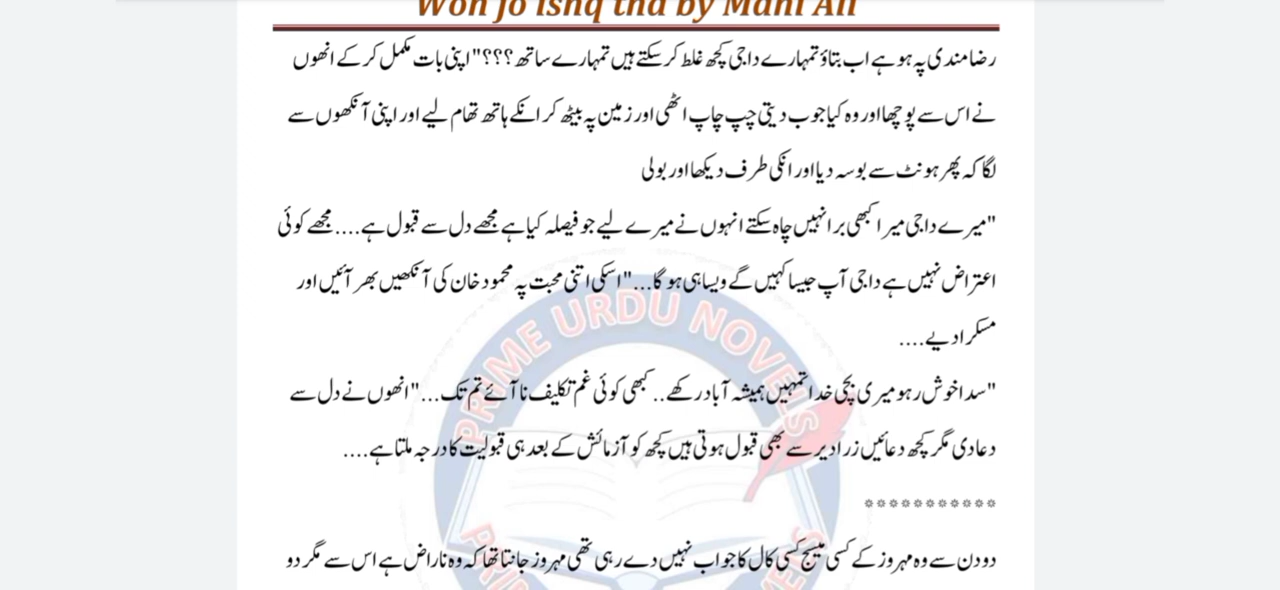 Woh jo ishq tha by Mahi Ali
رضامندی پہ ہو ہے اب بتاؤ تمہارے داجی کچھ غلط کر سکتے ہیں تمہارے ساتھ ؟؟؟" اپنی بات مکمل کر کے انھوں
نے اس سے پوچھا اور وہ کیا جوب دیتی چپ چاپ اٹھی اور زمین پہ بیٹھ کر انکے ہاتھ تھام لیے اور اپنی آنکھوں سے
لگا کہ پھر ہونٹ سے بوسہ دیا اور انکی طرف دیکھا اور بولی
"میرے داجی میرا کبھی برا نہیں چاہ سکتے انہوں نے میرے لیے جو فیصلہ کیا ہے مجھے دل سے قبول ہے.... مجھے کوئی
اعتراض نہیں ہے داجی آپ جیسا کہیں گے ویسا ہی ہو گا..." اسکی اتنی محبت پہ محمود خان کی آنکھیں بھر آئیں اور
مسکرا دیے....
"سدا خوش رہو میری بچی خدا تمہیں ہمیشہ آباد رکھے.. کبھی کوئی غم تکلیف نا آئے تم تک..." انھوں نے دل سے
دعا دی مگر کچھ دعائیں زرا دیر سے بھی قبول ہوتی ہیں کچھ کو آزمائش کے بعد ہی قبولیت کا درجہ ملتا ہے....
۞۞۞۞۞۞۞۞۞۞۞
دو دن سے وہ مہروز کے کسی میسج کسی کال کا جواب نہیں دے رہی تھی مہروز جانتا تھا کہ وہ ناراض ہے اس سے مگر دو
PRIME URDU NOVELS